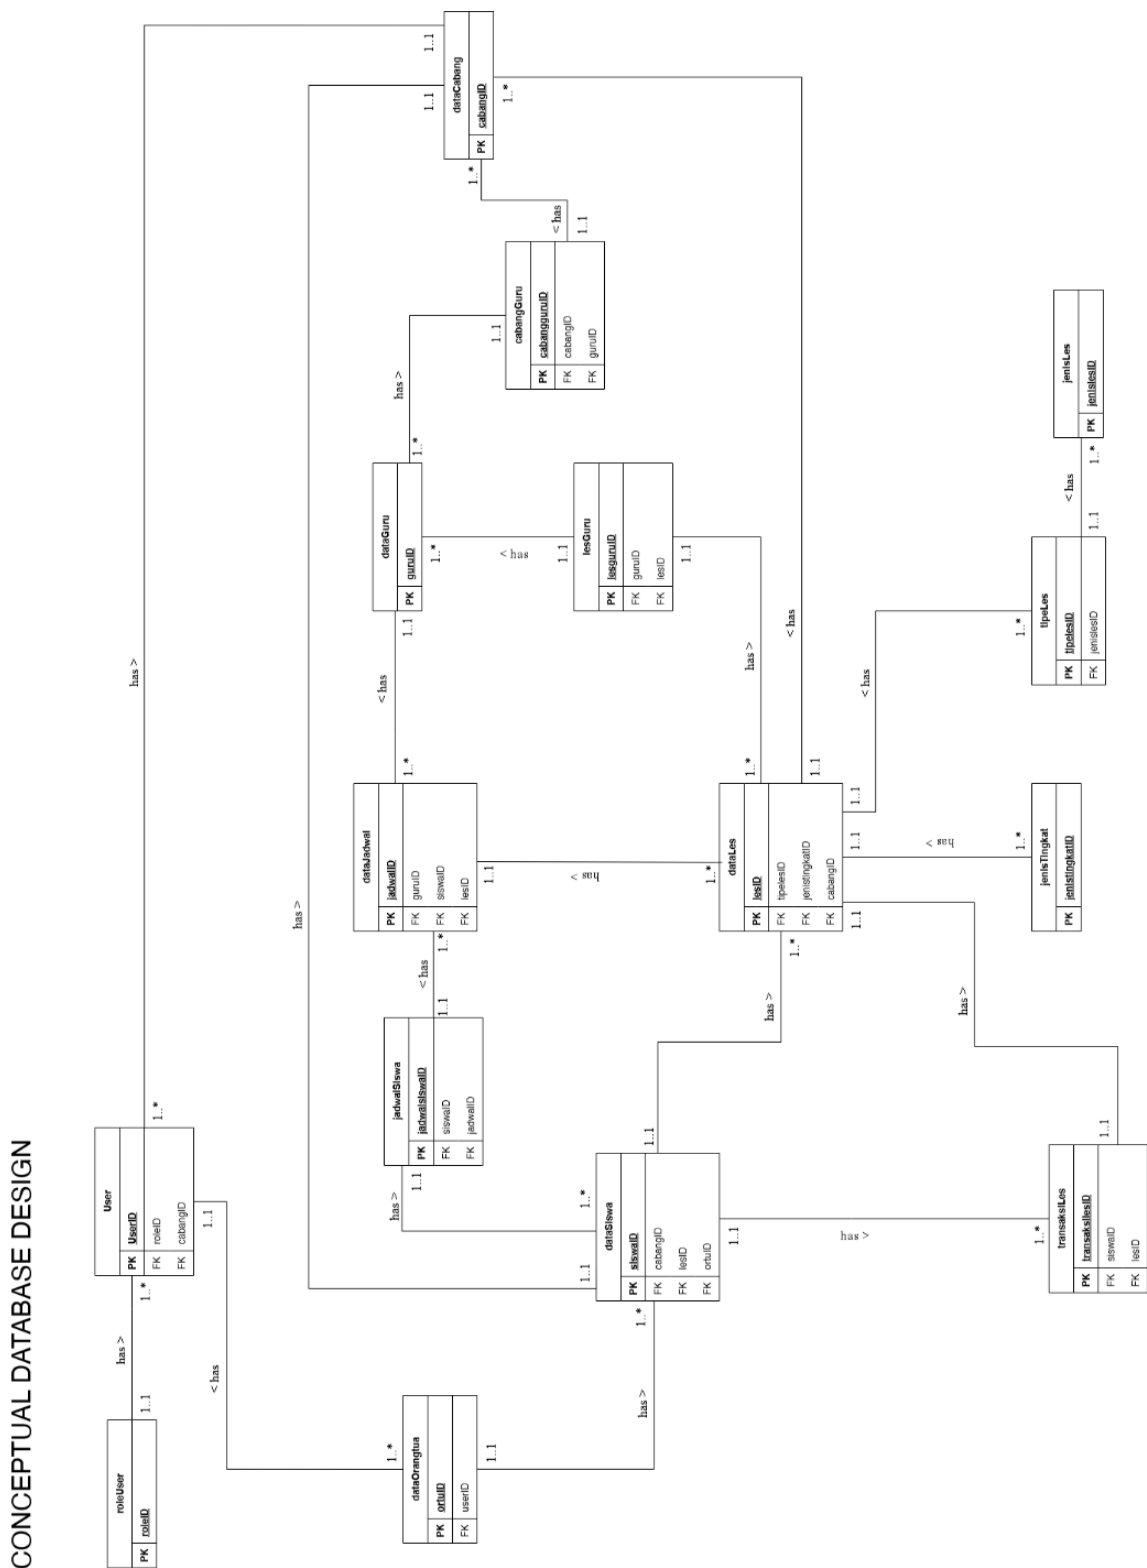 CONCEPTUAL DATABASE DESIGN
roleUser
PK roleID
1..1
has >
1..*
User
PK UserID
FK roleID
FK cabangID
1..*
has >
1..1
1..1
< has
1..*
dataOrangtua
PK ortuID
FK userID
1..1
has >
1..*
dataCabang
PK cabangID
1..1
has >
1..1
1..*
< has
1..1
1..*
< has
1..1
cabangGuru
PK cabangguruID
FK cabangID
FK guruID
1..1
has >
1..*
dataGuru
PK guruID
1..1
< has
1..*
1..*
has >
1..1
lesGuru
PK lesguruID
FK guruID
FK lesID
1..1
has >
1..*
dataJadwal
PK jadwalID
FK guruID
FK siswaID
FK lesID
1..1
has >
1..*
1..*
< has
1..1
jadwalSiswa
PK jadwalsiswaID
FK siswaID
FK jadwalID
1..1
has >
1..*
dataSiswa
PK siswaID
FK cabangID
FK lesID
FK ortuID
1..1
has >
1..*
1..1
has >
1..*
dataLes
PK lesID
FK tipelesID
FK jenistingkatID
FK cabangID
1..1
has >
1..1
1..1
has >
1..*
1..1
< has
1..*
transaksiLes
PK transaksilesID
FK siswaID
FK lesID
jenisTingkat
PK jenistingkatID
tipeLes
PK tipelesID
FK jenislesID
1..1
< has
1..*
jenisLes
PK jenislesID